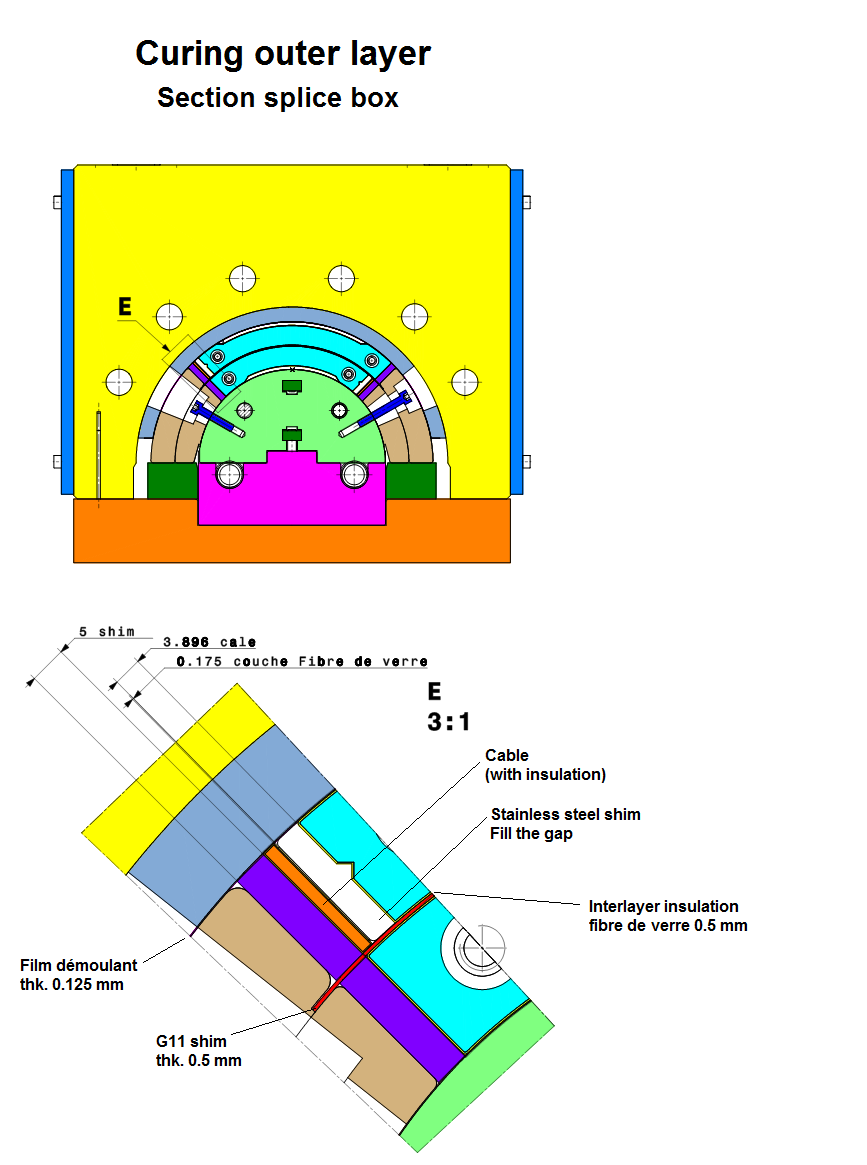 Curing outer layer
Section splice box
E
5 shim
3.896 cale
0.175 couche Fibre de verre
E
3:1
Cable
(with insulation)
Stainless steel shim
Fill the gap
Interlayer insulation
fibre de verre 0.5 mm
Film démoulant
thk. 0.125 mm
G11 shim
thk. 0.5 mm